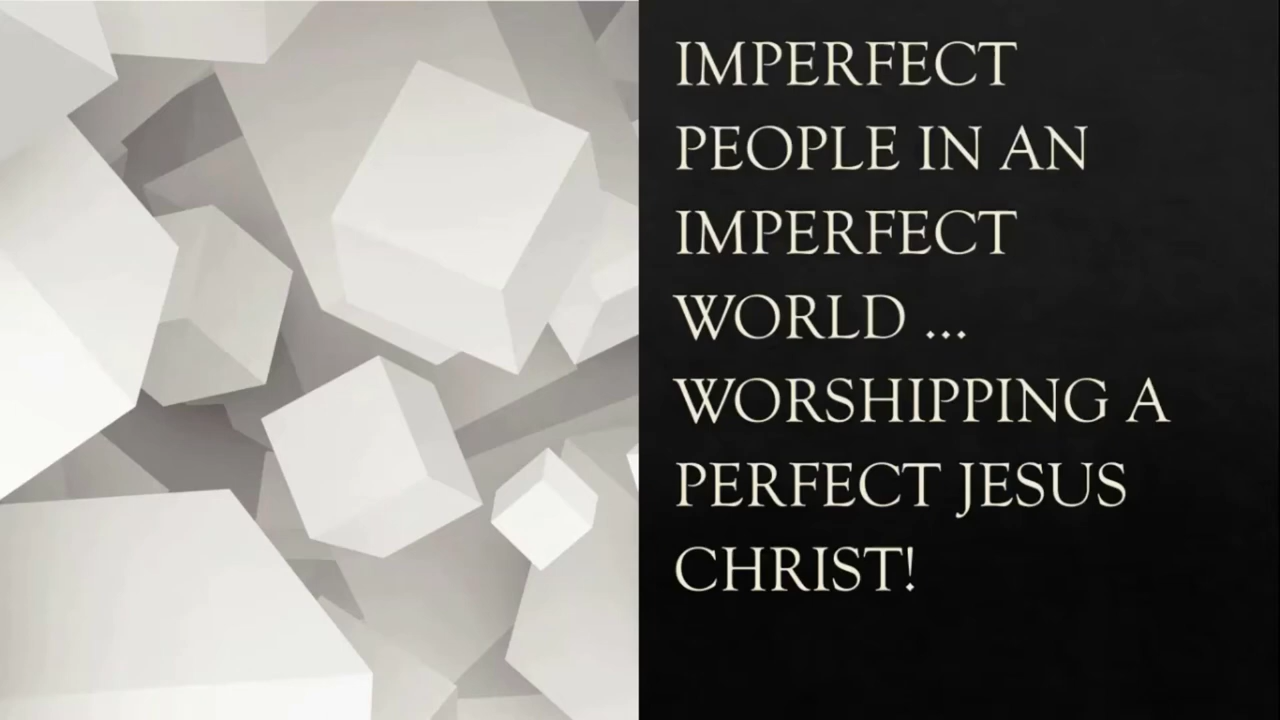 IMPERFECT
PEOPLE IN AN
IMPERFECT
WORLD ...
WORSHIPPING A
PERFECT JESUS
CHRIST!